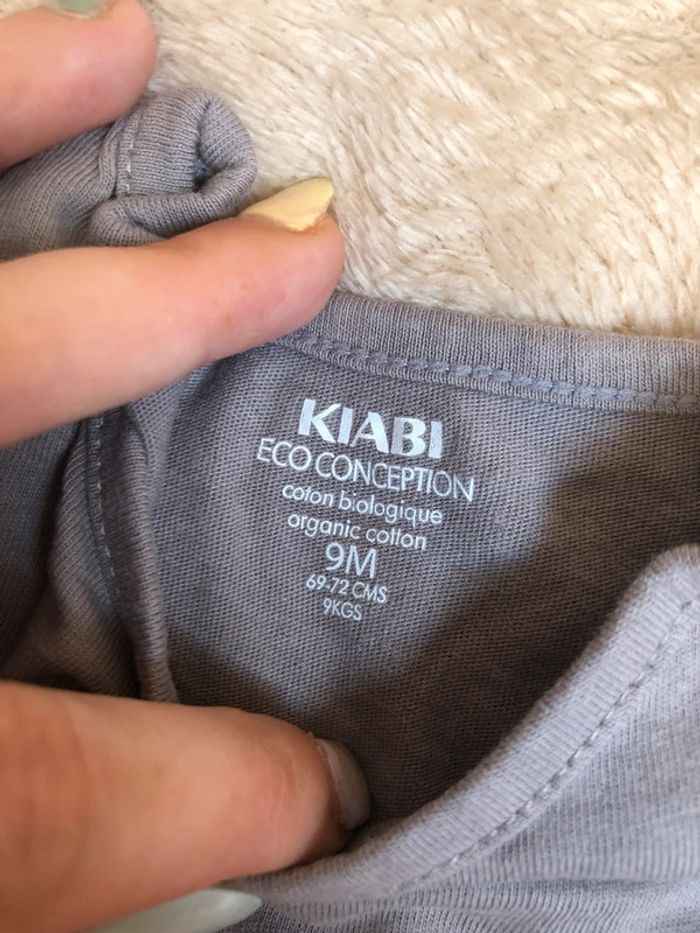 KIABI
ECO CONCEPTION
coton biologique
organic cotton
9M
69-72 CMS
9KGS